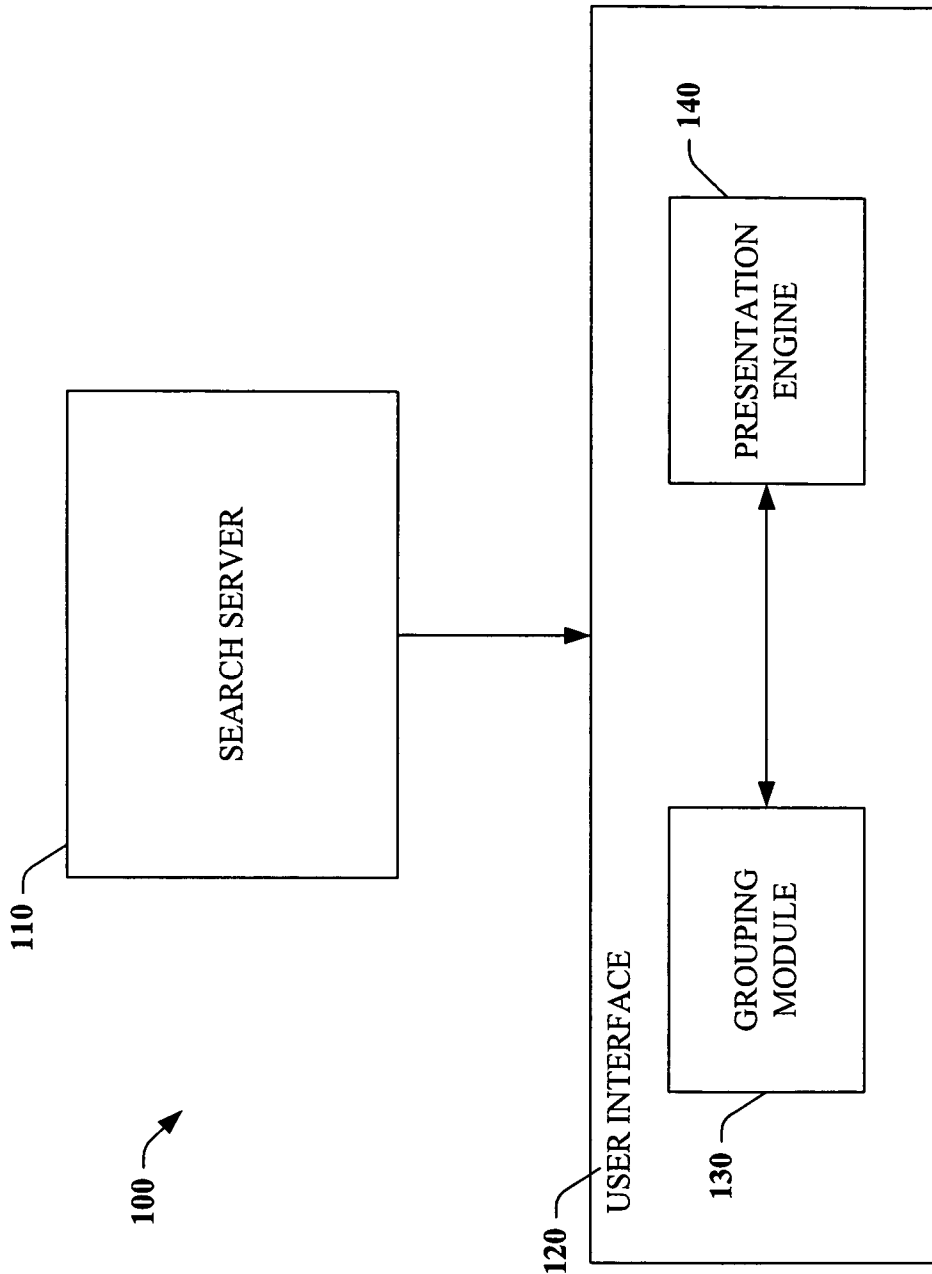 100
110
SEARCH SERVER
120
USER INTERFACE
130
GROUPING
MODULE
140
PRESENTATION
ENGINE